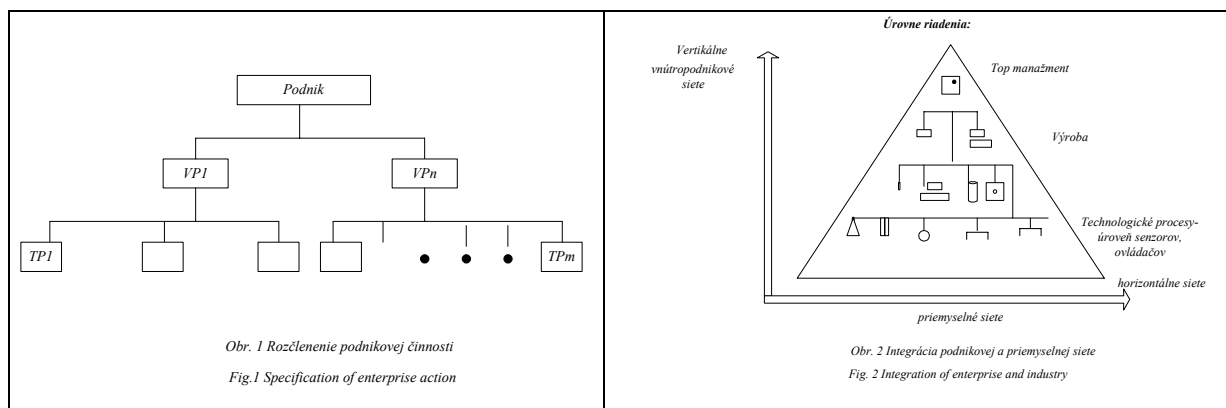 Podnik
VP1
VPn
TP1
TPm
Obr. 1 Rozčlenenie podnikovej činnosti
Fig.1 Specification of enterprise action
Úrovne riadenia:
Vertikálne
vnútropodnikové
siete
Top manažment
Výroba
Technologické procesy-
úroveň senzorov,
ovládačov
horizontálne siete
priemyselné siete
Obr. 2 Integrácia podnikovej a priemyselnej siete
Fig. 2 Integration of enterprise and industry